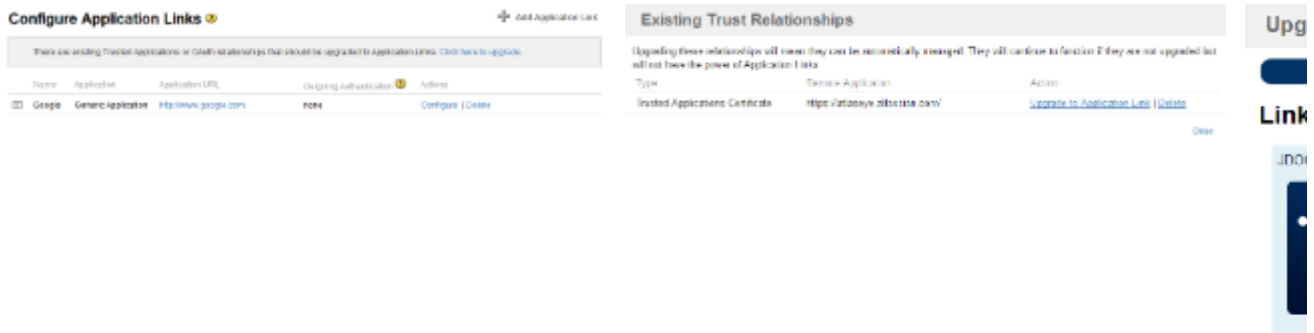 Configure Application Links
Add Application Link
There are existing Trusted Applications or OAuth relationships that should be upgraded to Application Links. Click here to upgrade.
Name Application Application URL Outgoing Authentication Actions
Google Generic Application http://www.google.com none Configure | Delete
Existing Trust Relationships
Upgrading these relationships will mean they can be automatically managed. They will continue to function if they are not upgraded but
will not have the power of Application Links
Type Remote Application Action
Trusted Applications Certificate Upgrade to Application Link | Delete
Close
Upg
Link